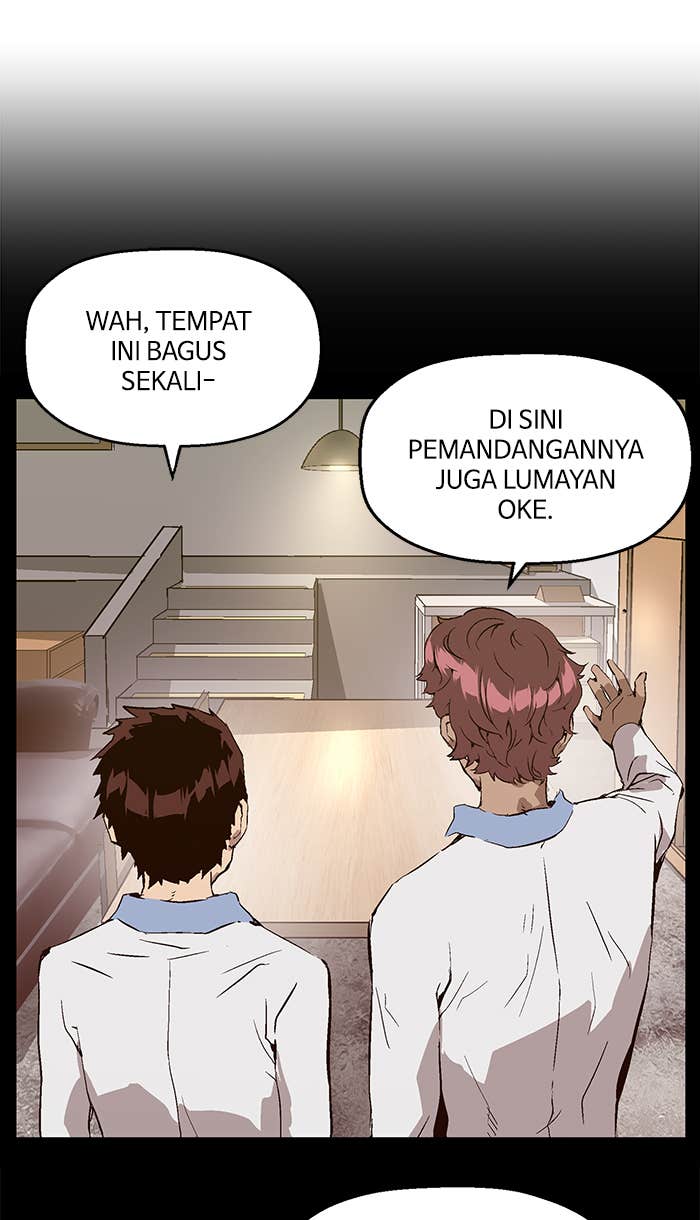 WAH, TEMPAT
INI BAGUS
SEKALI-
DI SINI
PEMANDANGANNYA
JUGA LUMAYAN
OKE.